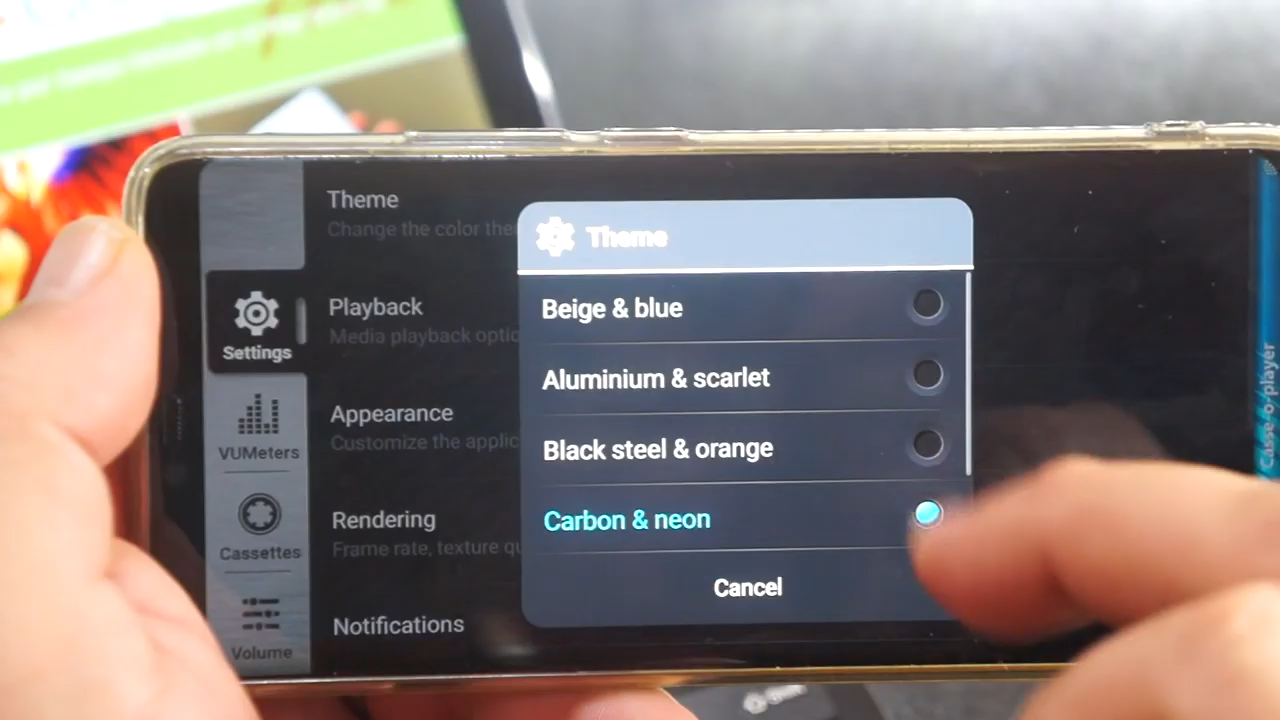 Theme
Change the color the
Settings
Playback
Media playback optic
VUMeters
Appearance
Customize the applic
Cassettes
Rendering
Frame rate, texture qu
Volume
Notifications
Theme
Beige & blue
Aluminium & scarlet
Black steel & orange
Carbon & neon
Cancel
Casse-o-player